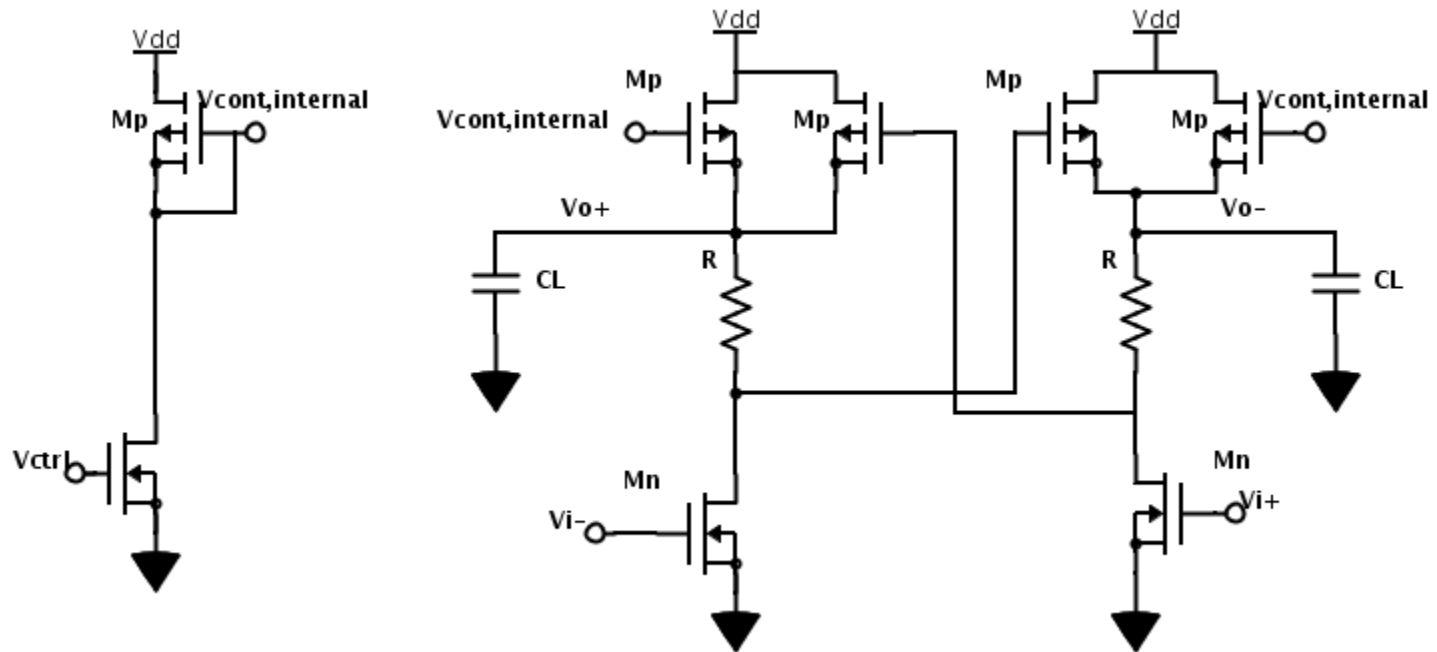 Vdd
Vcont,internal
Mp
Vctrl
Vdd
Mp
Vcont,internal
Mp
Vo+
R
CL
Mn
Vi-
Vdd
Mp
Vcont,internal
Mp
Vo-
R
CL
Mn
Vi+